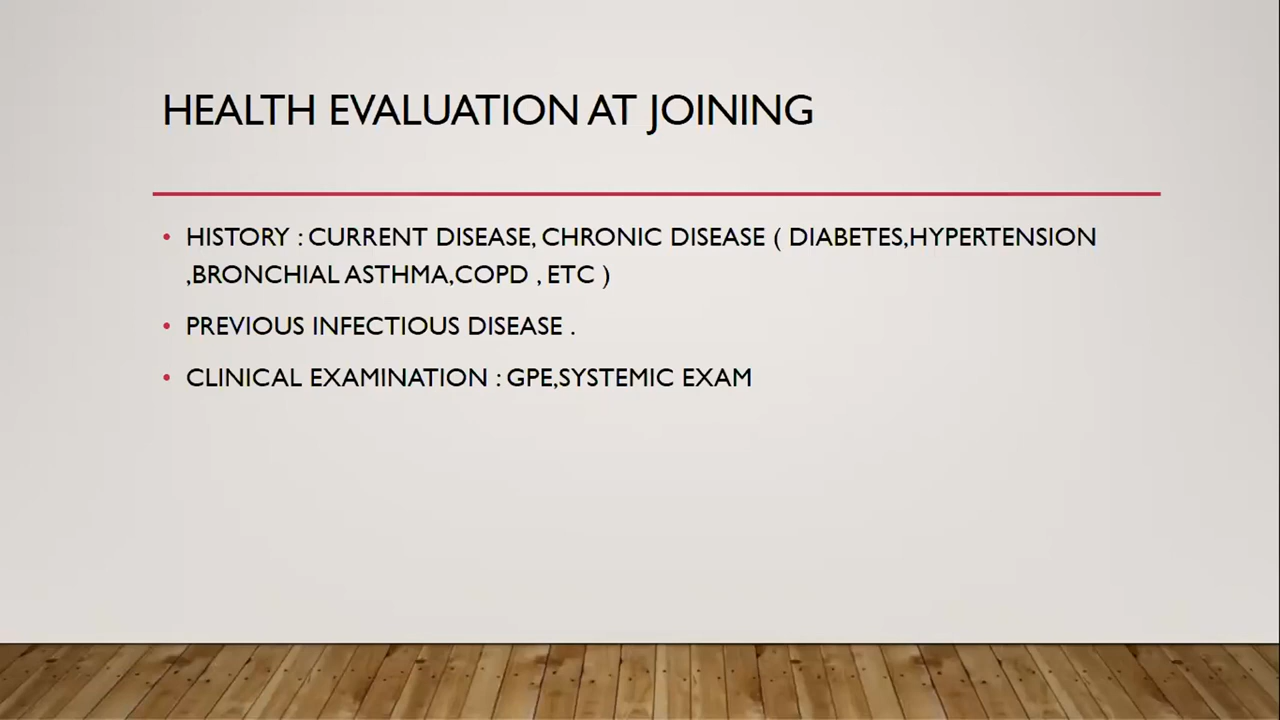 HEALTH EVALUATION AT JOINING
• HISTORY : CURRENT DISEASE, CHRONIC DISEASE ( DIABETES,HYPERTENSION
,BRONCHIAL ASTHMA,COPD , ETC )
• PREVIOUS INFECTIOUS DISEASE .
• CLINICAL EXAMINATION : GPE,SYSTEMIC EXAM